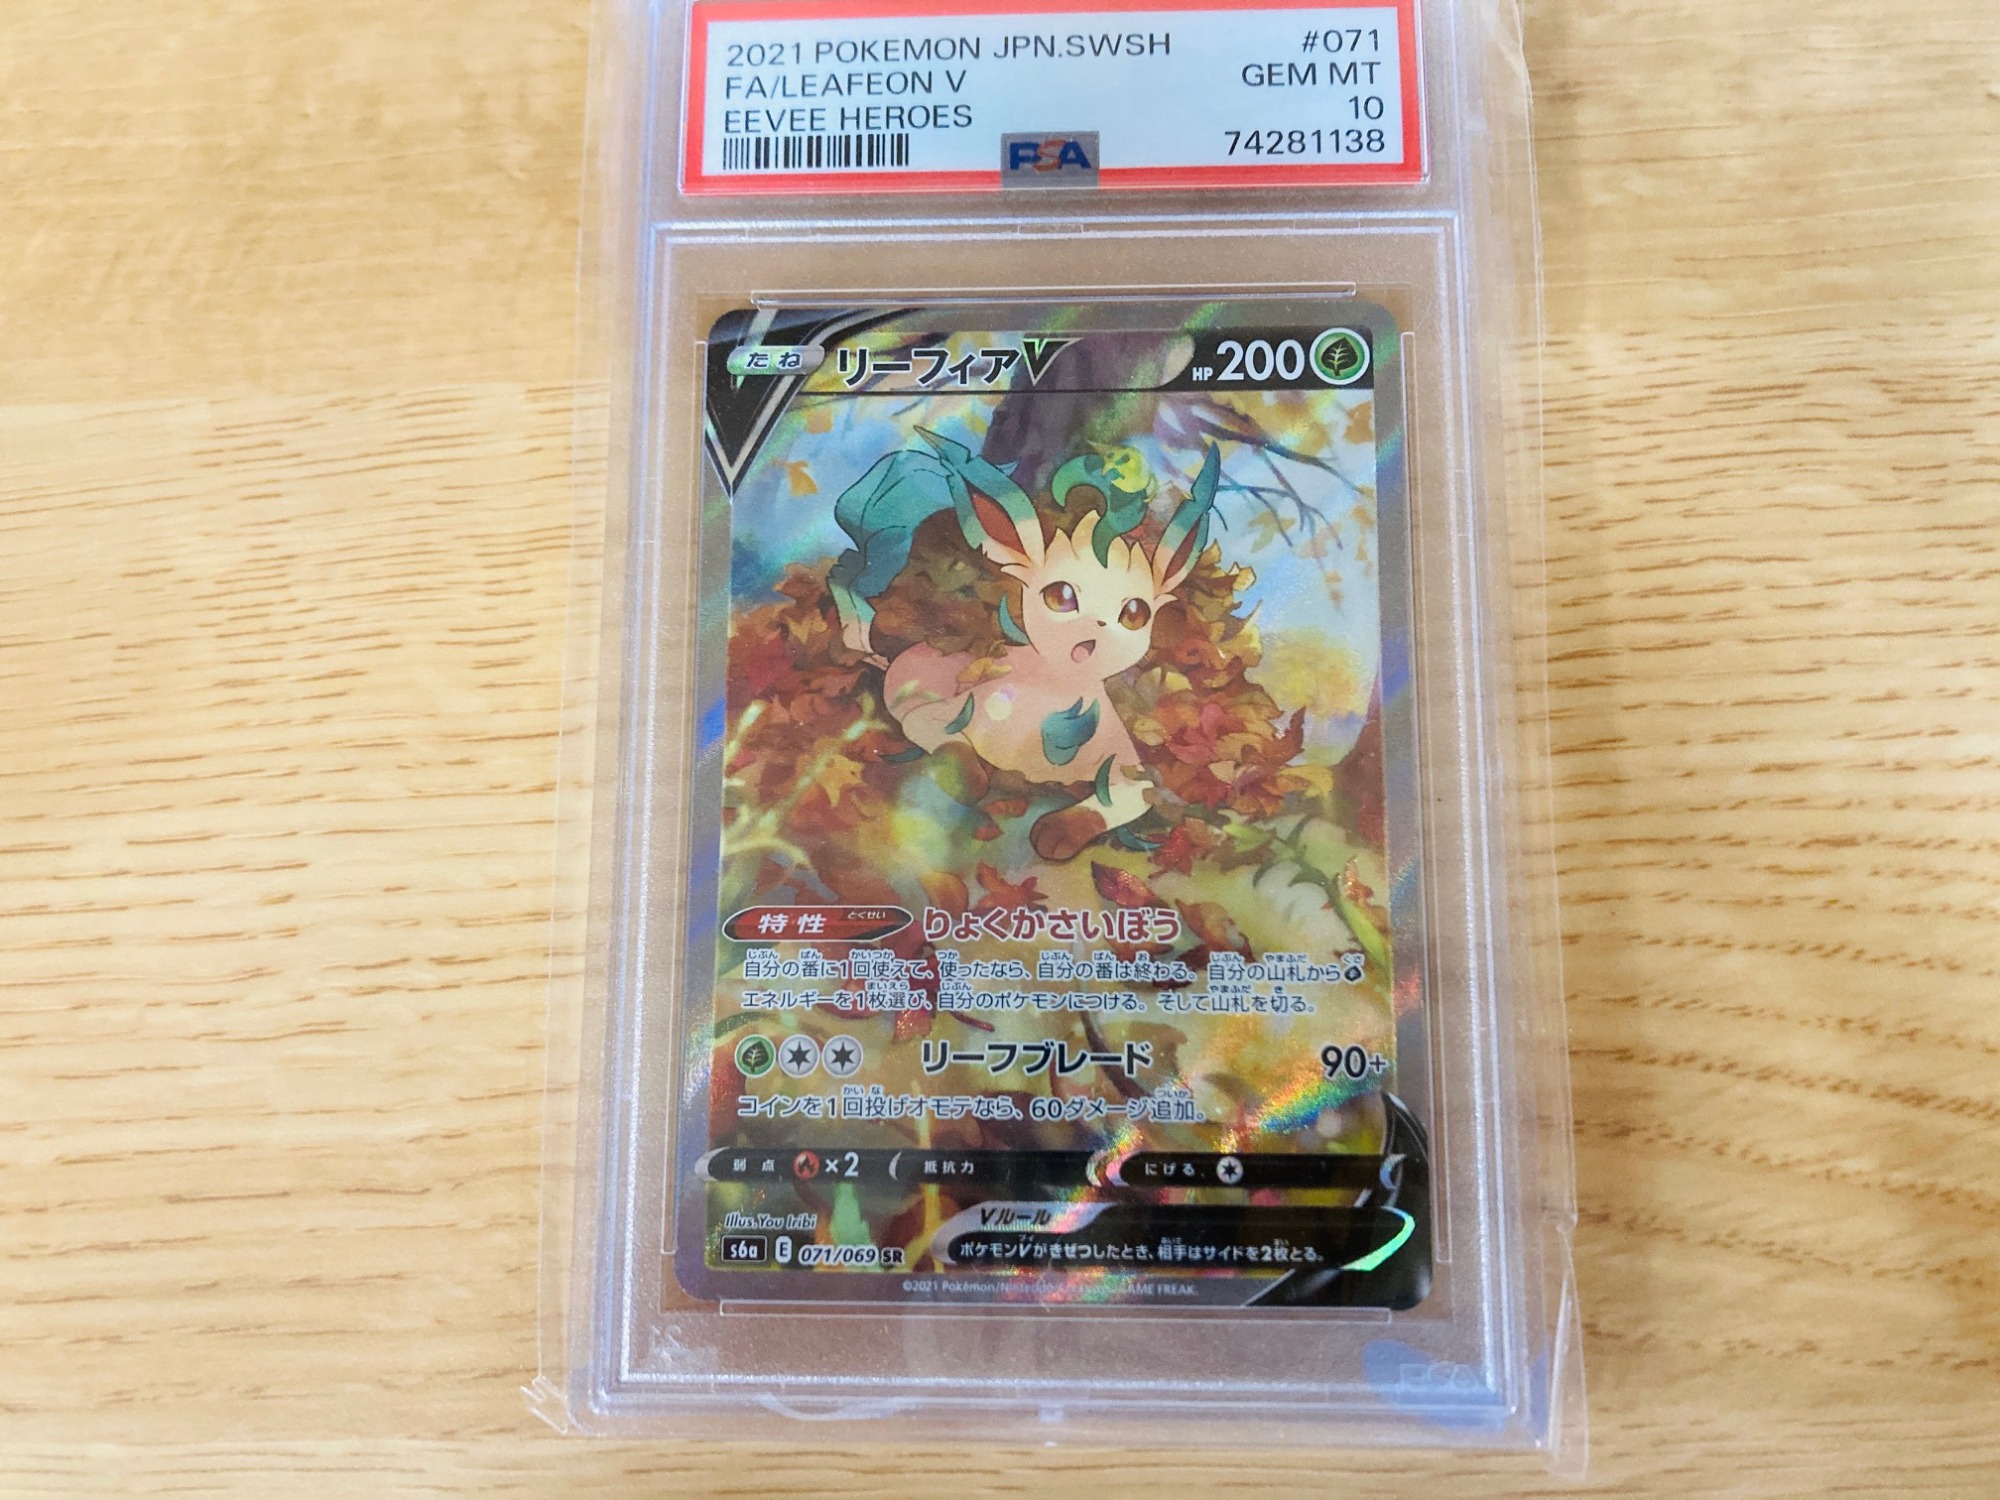 2021 POKEMON JPN.SWSH #071
FA/LEAFEON V GEM MT
EEVEE HEROES 10
74281138
PSA
たね リーフィアV HP200
特性 とくせい りょくかさいぼう
自分の番に1回使えて、使ったなら、自分の番は終わる。自分の山札から
エネルギーを1枚選び、自分のポケモンにつける。そして山札を切る。
リーフブレード 90+
コインを1回投げオモテなら、60ダメージ追加。
弱点 ×2 抵抗力 にげる
Illus. You Iribi
Vルール
s6a E 071/069 SR
ポケモンVがきぜつしたとき、相手はサイドを2枚とる。
©2021 Pokémon/Nintendo/Creatures/GAME FREAK.